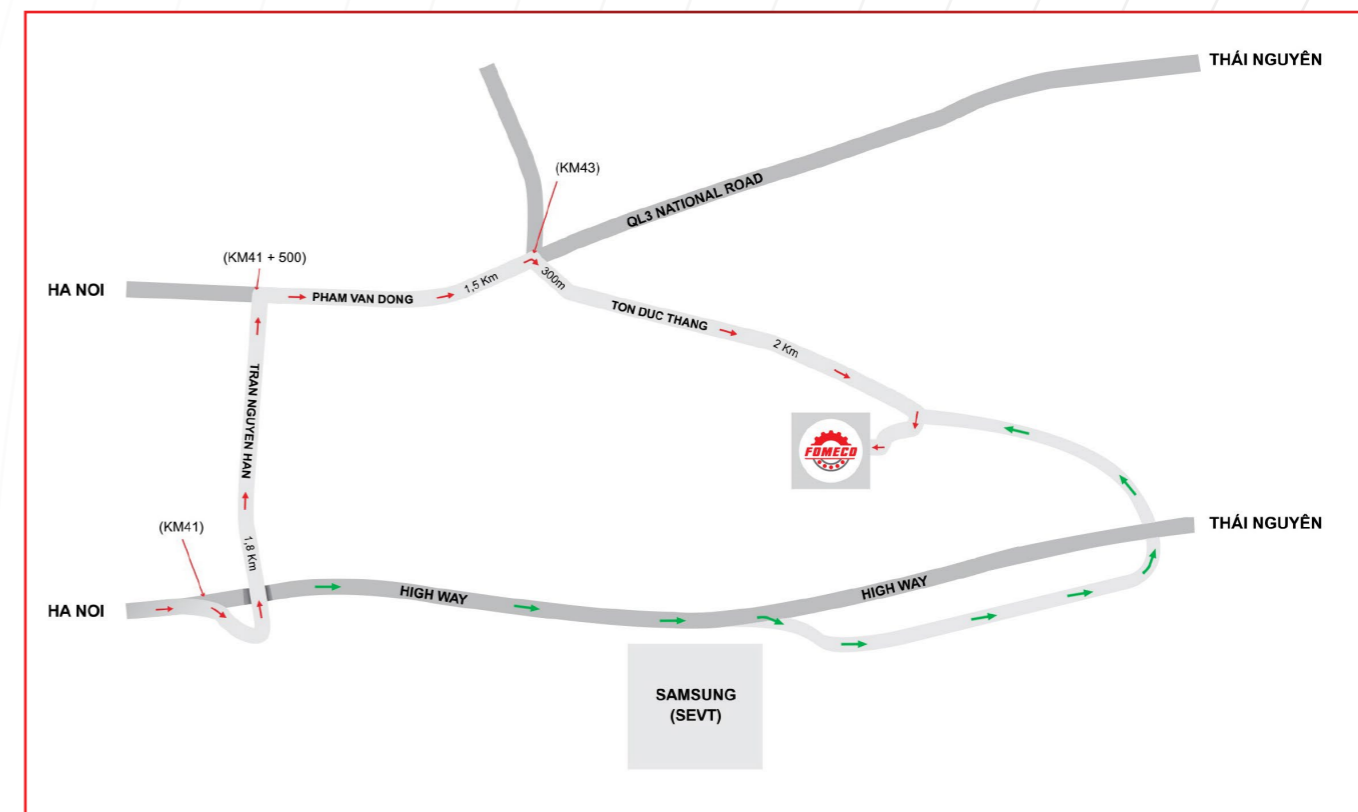 THÁI NGUYÊN
(KM43)
QL3 NATIONAL ROAD
(KM41 + 500)
HA NOI
PHAM VAN DONG
1,5 Km
300m
TON DUC THANG
2 Km
TRAN NGUYEN HAN
FOMECO
(KM41)
1,8 Km
THÁI NGUYÊN
HA NOI
HIGH WAY
HIGH WAY
SAMSUNG
(SEVT)